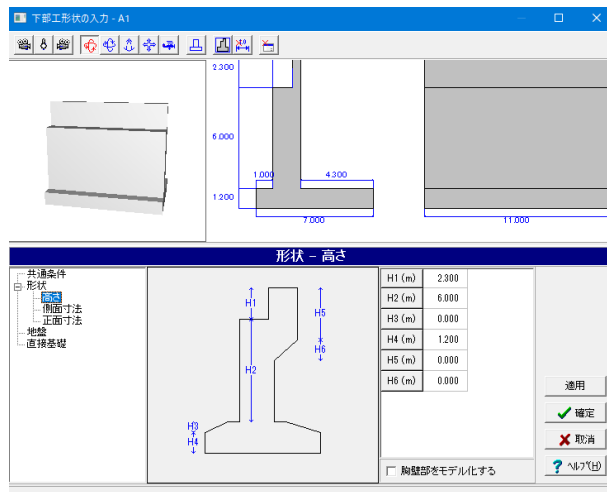 下部工形状の入力 - A1
2.300
6.000
1.000
4.300
1.200
7.000
11.000
形状 - 高さ
共通条件
形状
高さ
側面寸法
正面寸法
地盤
直接基礎
H1
H5
H6
H2
H3
H4
H1 (m) 2.300
H2 (m) 6.000
H3 (m) 0.000
H4 (m) 1.200
H5 (m) 0.000
H6 (m) 0.000
胸壁部をモデル化する
適用
確定
取消
ヘルプ(H)